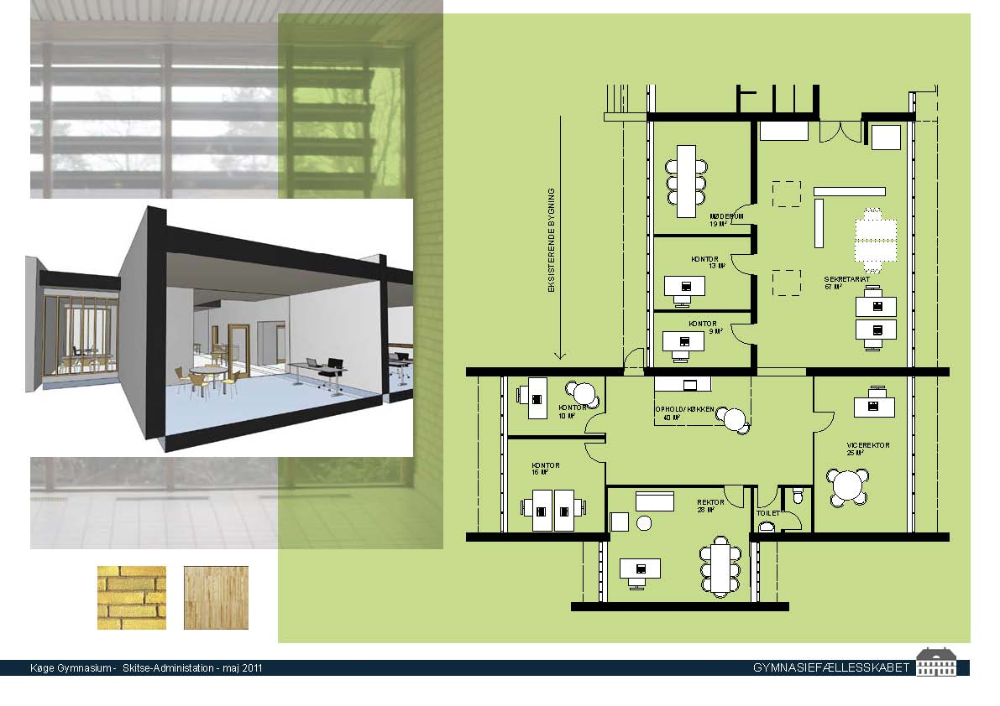 EKSISTERENDE BYGNING
MØDERUM
19 M²
KONTOR
13 M²
SEKRETARIAT
67 M²
KONTOR
9 M²
KONTOR
10 M²
OPHOLD/KØKKEN
40 M²
VICEREKTOR
25 M²
KONTOR
16 M²
REKTOR
28 M²
TOILET
Køge Gymnasium - Skitse-Administation - maj 2011
GYMNASIEFÆLLESSKABET